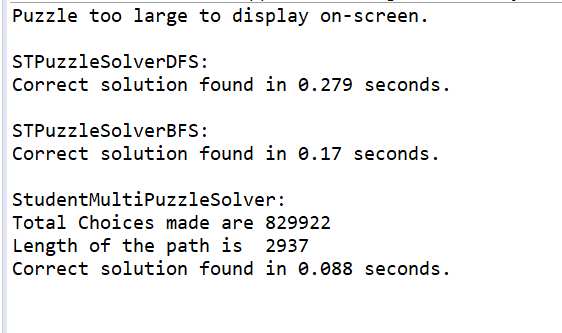 Puzzle too large to display on-screen.
STPuzzleSolverDFS:
Correct solution found in 0.279 seconds.
STPuzzleSolverBFS:
Correct solution found in 0.17 seconds.
StudentMultiPuzzleSolver:
Total Choices made are 829922
Length of the path is  2937
Correct solution found in 0.088 seconds.